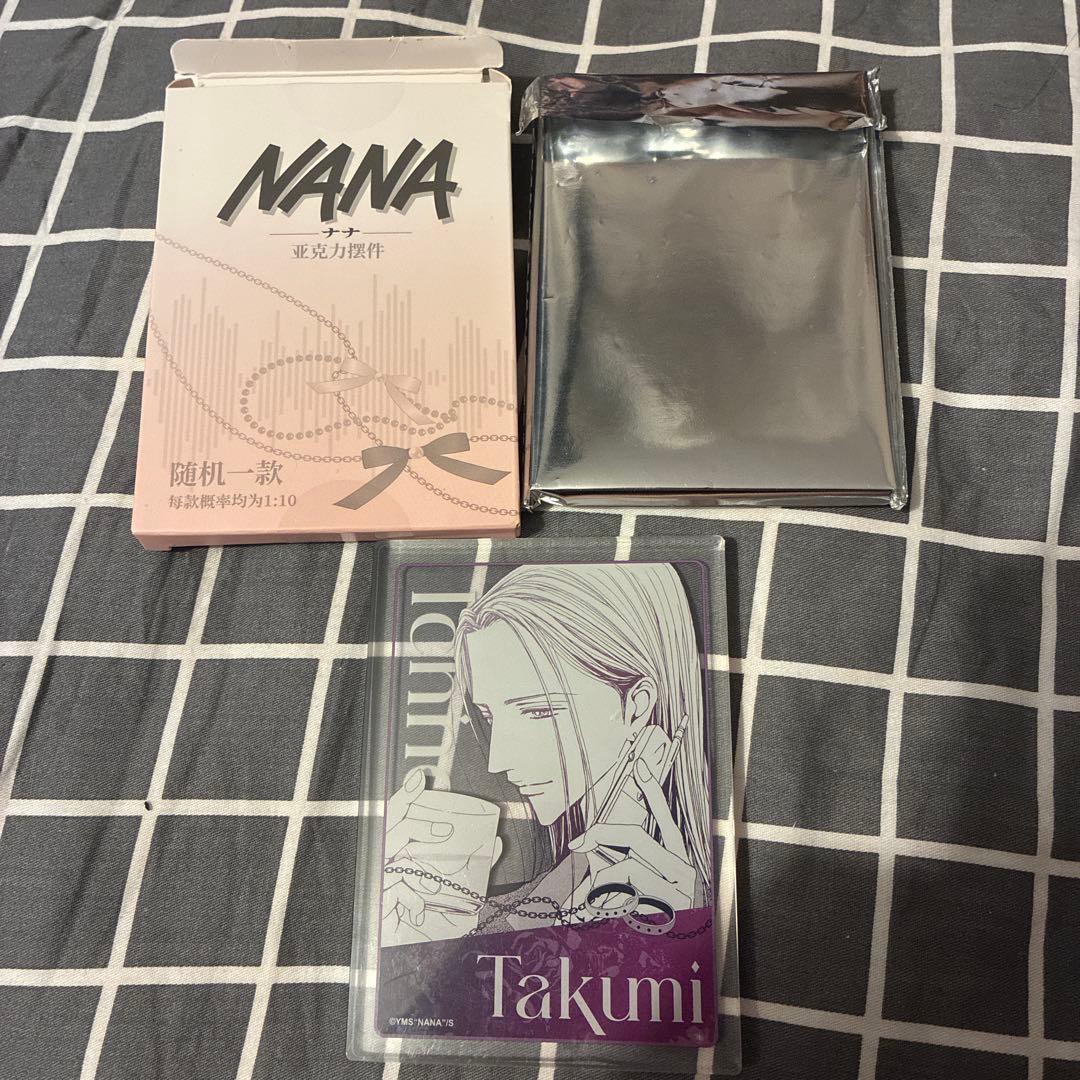 NANA
ナナ
亚克力摆件
随机一款
每款概率均为1:10
Takumi
Takumi
©YMS"NANA"/S